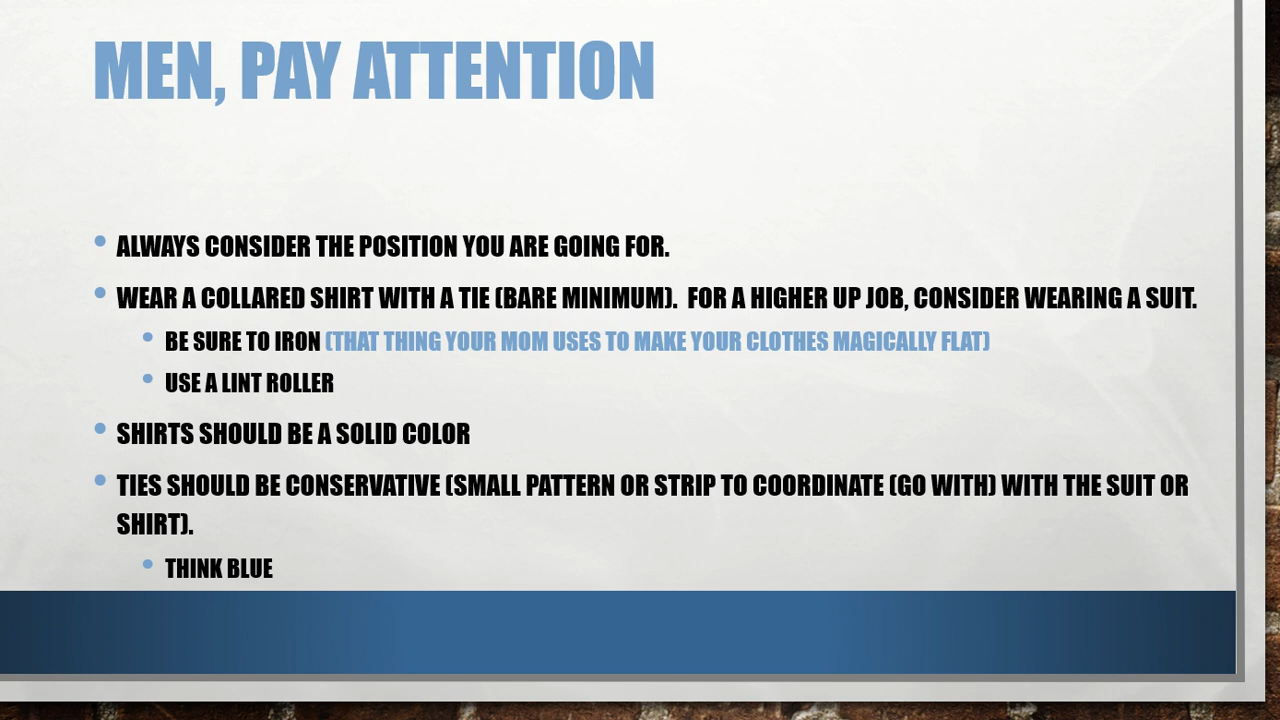 MEN, PAY ATTENTION
• ALWAYS CONSIDER THE POSITION YOU ARE GOING FOR.
• WEAR A COLLARED SHIRT WITH A TIE (BARE MINIMUM).  FOR A HIGHER UP JOB, CONSIDER WEARING A SUIT.
• BE SURE TO IRON (THAT THING YOUR MOM USES TO MAKE YOUR CLOTHES MAGICALLY FLAT)
• USE A LINT ROLLER
• SHIRTS SHOULD BE A SOLID COLOR
• TIES SHOULD BE CONSERVATIVE (SMALL PATTERN OR STRIP TO COORDINATE (GO WITH) WITH THE SUIT OR
SHIRT).
• THINK BLUE